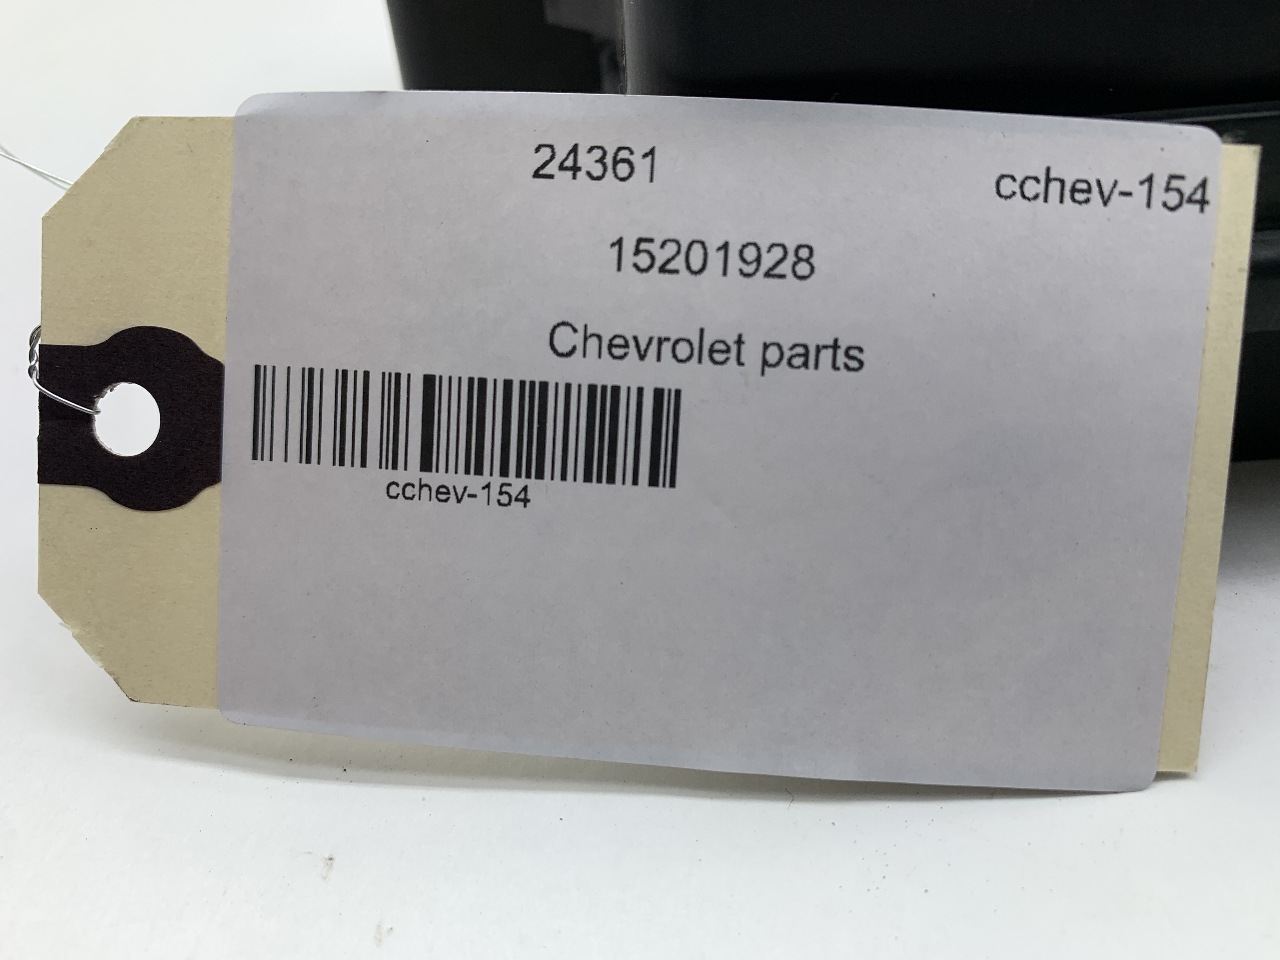 24361
cchev-154
15201928
Chevrolet parts
cchev-154